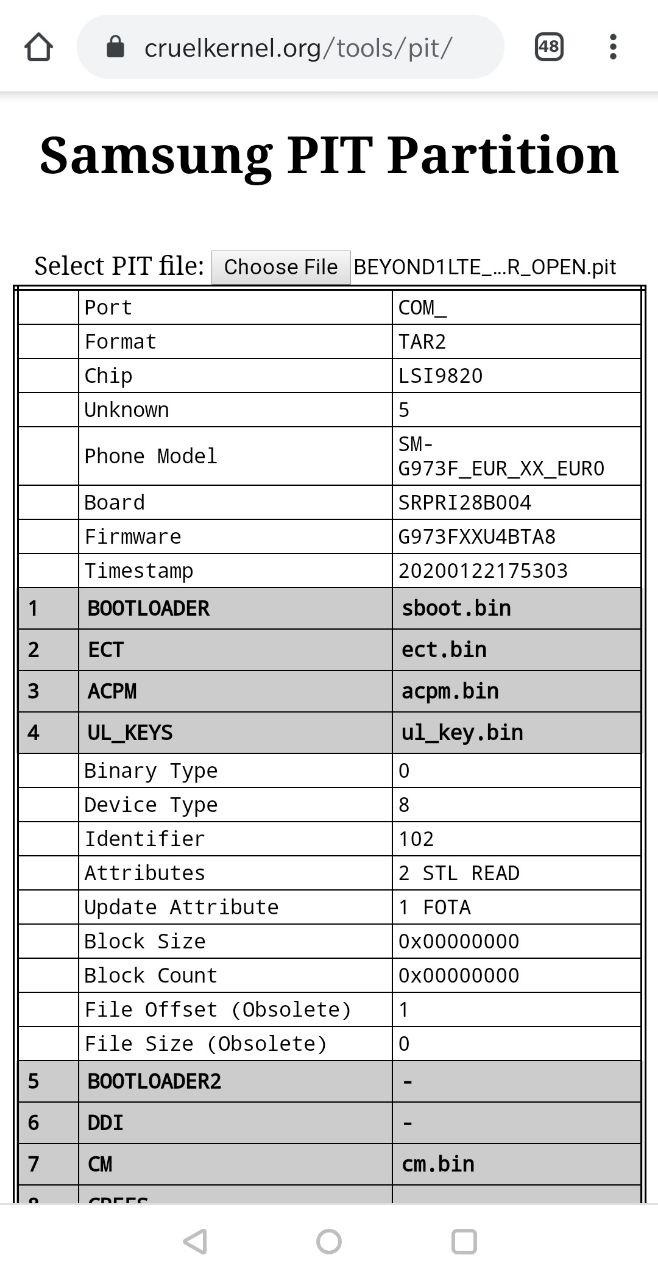 cruelkernel.org/tools/pit/ 48
Samsung PIT Partition
Select PIT file: Choose File BEYOND1LTE_...R_OPEN.pit
Port COM_
Format TAR2
Chip LSI9820
Unknown 5
Phone Model SM-
G973F_EUR_XX_EUR0
Board SRPRI28B004
Firmware G973FXXU4BTA8
Timestamp 20200122175303
1 BOOTLOADER sboot.bin
2 ECT ect.bin
3 ACPM acpm.bin
4 UL_KEYS ul_key.bin
Binary Type 0
Device Type 8
Identifier 102
Attributes 2 STL READ
Update Attribute 1 FOTA
Block Size 0x00000000
Block Count 0x00000000
File Offset (Obsolete) 1
File Size (Obsolete) 0
5 BOOTLOADER2 -
6 DDI -
7 CM cm.bin